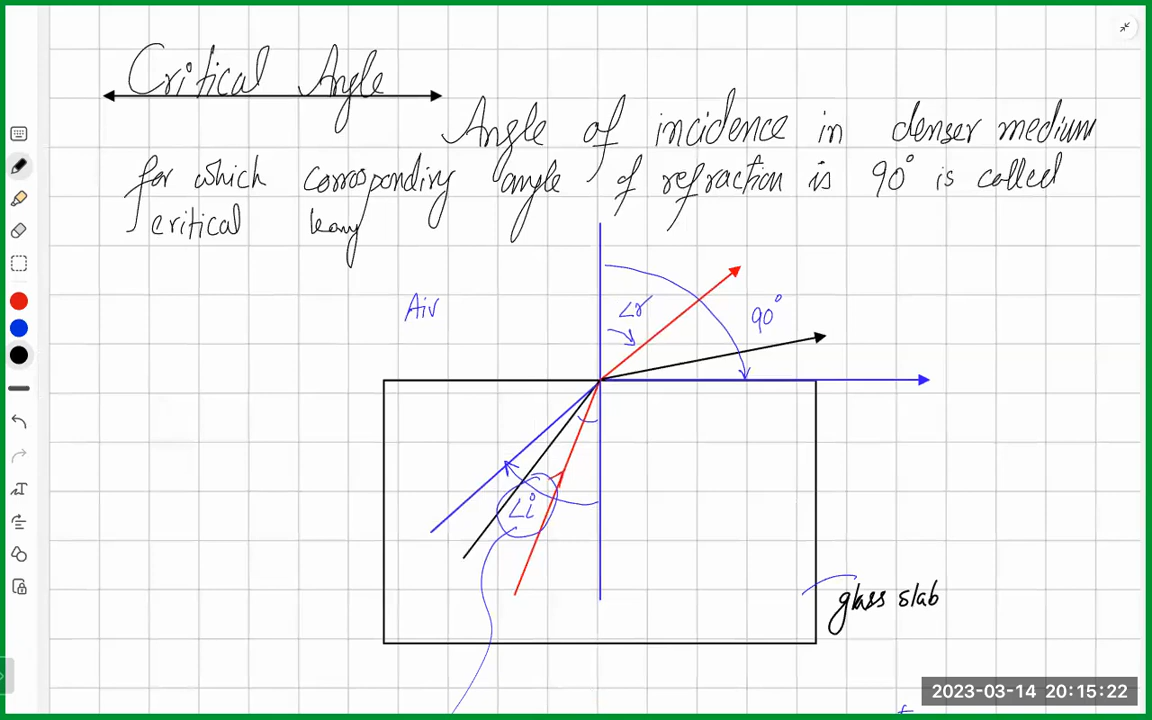 Critical Angle
Angle of incidence in denser medium
for which corrosponding angle of refraction is 90° is called
critical
Air
∠r
90°
∠i
glass slab
2023-03-14 20:15:22